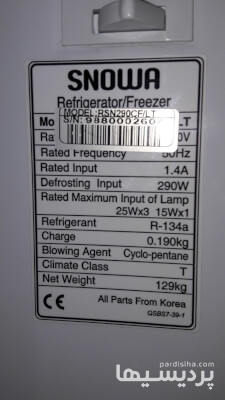 SNOWA
Refrigerator/Freezer
MODEL:RSN290CF/LT
Mo LT
S/N:
Ra 0V
Rated Frequency 50Hz
Rated Input 1.4A
Defrosting Input 290W
Rated Maximum Input of Lamp
25Wx3 15Wx1
Refrigerant R-134a
Charge 0.190kg
Blowing Agent Cyclo-pentane
Climate Class T
Net Weight 129kg
CE All Parts From Korea
QSBS7-39-1
pardisiha.com
پردیسیها